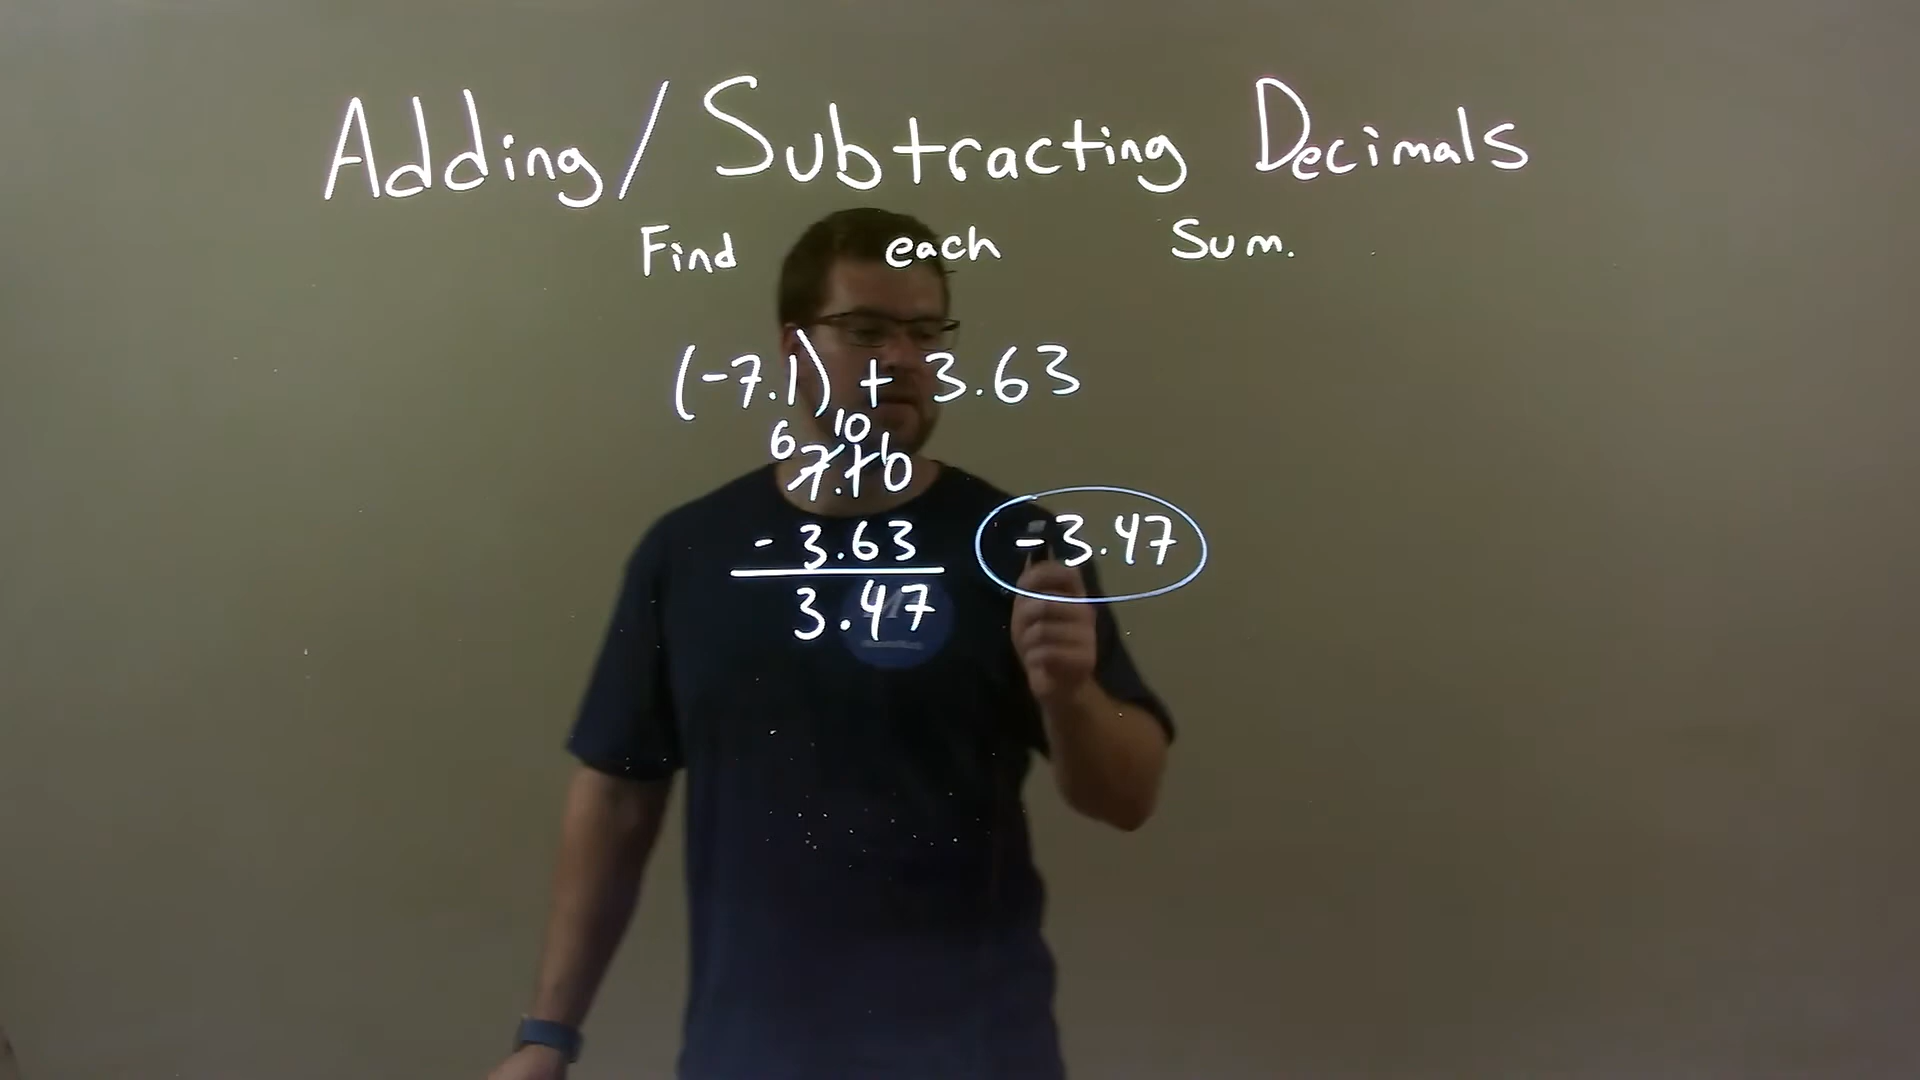 Adding/Subtracting Decimals
Find each Sum.
(-7.1) + 3.63
6 10 1
7.10
- 3.63
3.47
-3.47